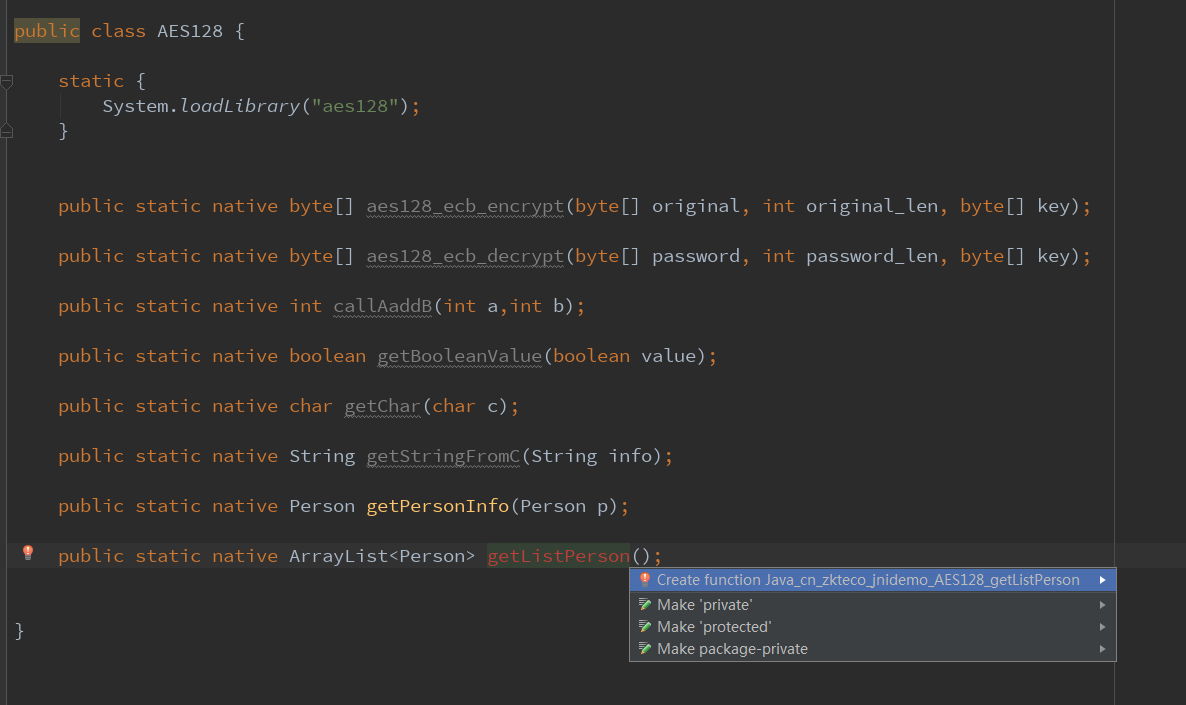 public class AES128 {
static {
System.loadLibrary("aes128");
}
public static native byte[] aes128_ecb_encrypt(byte[] original, int original_len, byte[] key);
public static native byte[] aes128_ecb_decrypt(byte[] password, int password_len, byte[] key);
public static native int callAaddB(int a,int b);
public static native boolean getBooleanValue(boolean value);
public static native char getChar(char c);
public static native String getStringFromC(String info);
public static native Person getPersonInfo(Person p);
public static native ArrayList<Person> getListPerson();
Create function Java_cn_zkteco_jnidemo_AES128_getListPerson
Make 'private'
Make 'protected'
Make package-private
}